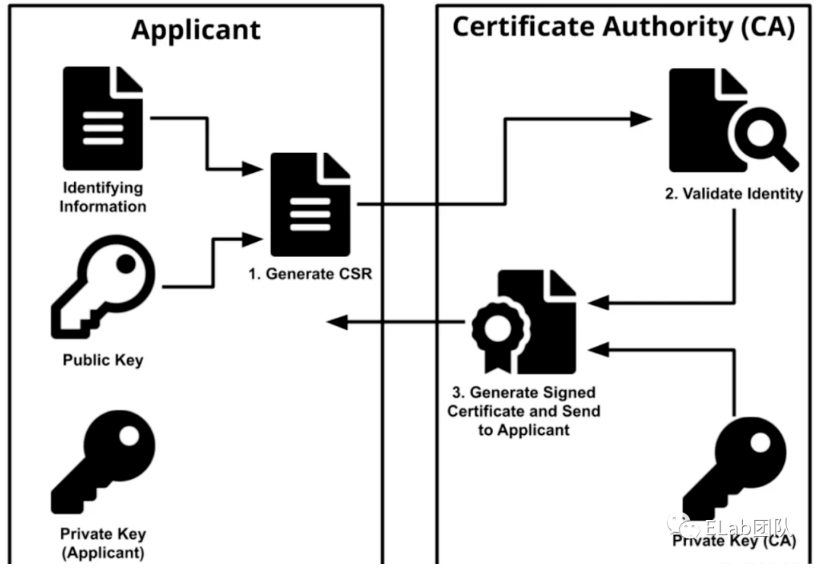 Applicant
Certificate Authority (CA)
Identifying
Information
1. Generate CSR
2. Validate Identity
Public Key
3. Generate Signed
Certificate and Send
to Applicant
Private Key
(Applicant)
ELab团队
Private Key (CA)